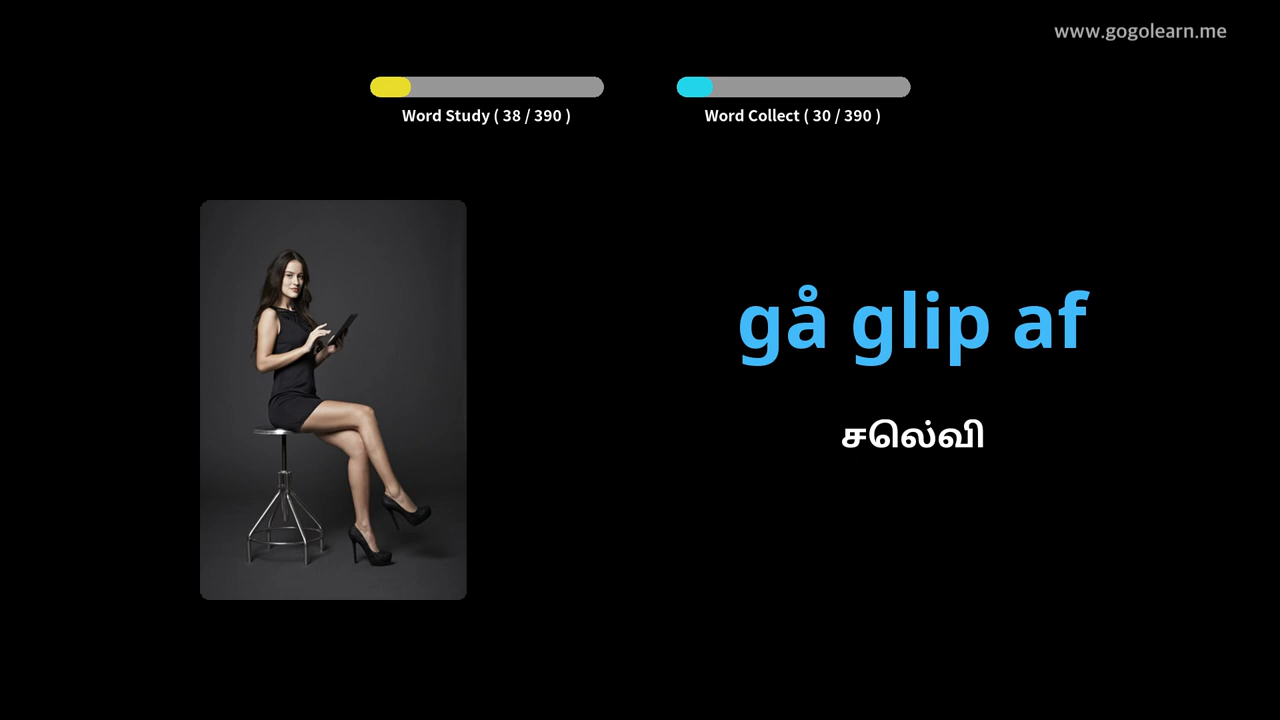 www.gogolearn.me
Word Study ( 38 / 390 )
Word Collect ( 30 / 390 )
gå glip af
சலெ்வி